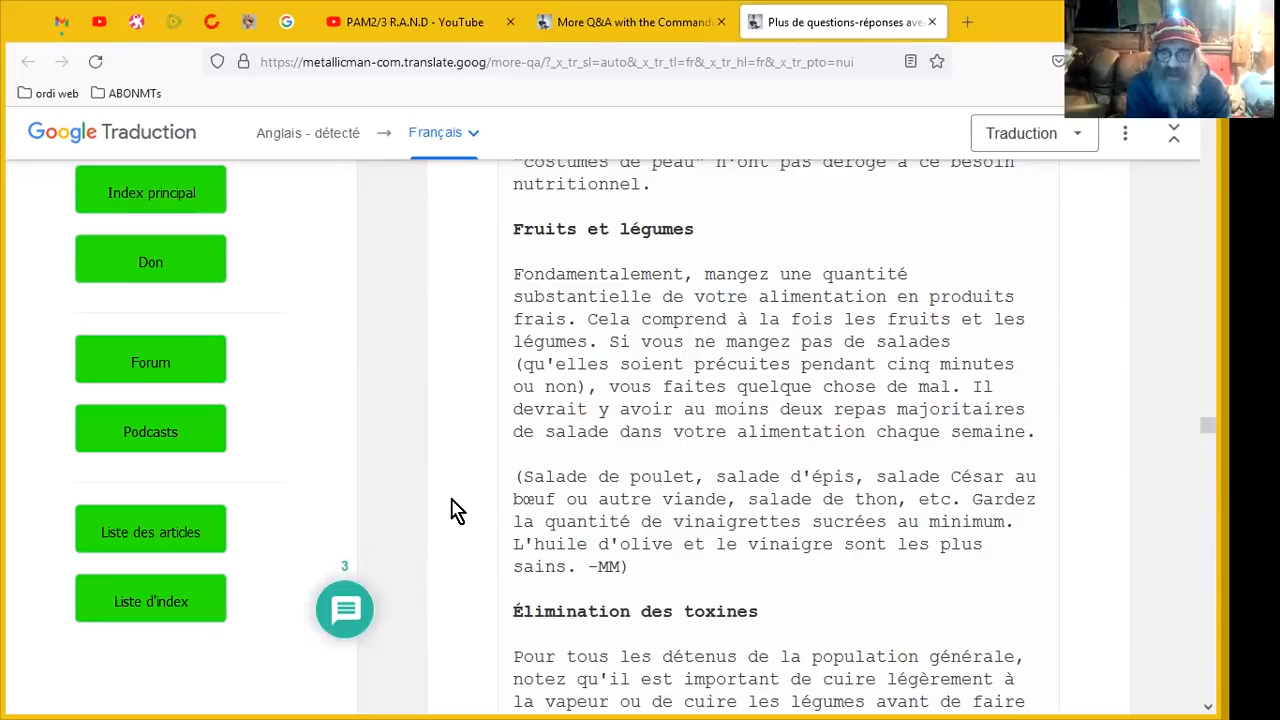 PAM2/3 R.A.N.D - YouTube
More Q&A with the Command
Plus de questions-réponses ave
https://metallicman-com.translate.goog/more-qa/?_x_tr_sl=auto&_x_tr_tl=fr&_x_tr_hl=fr&_x_tr_pto=nui
ordi web
ABONMTs
Google Traduction
Anglais - détecté
Français
Traduction
Index principal
Don
Forum
Podcasts
Liste des articles
Liste d'index
3
"costumes de peau" n'ont pas dérogé à ce besoin
nutritionnel.
Fruits et légumes
Fondamentalement, mangez une quantité
substantielle de votre alimentation en produits
frais. Cela comprend à la fois les fruits et les
légumes. Si vous ne mangez pas de salades
(qu'elles soient précuites pendant cinq minutes
ou non), vous faites quelque chose de mal. Il
devrait y avoir au moins deux repas majoritaires
de salade dans votre alimentation chaque semaine.
(Salade de poulet, salade d'épis, salade César au
bœuf ou autre viande, salade de thon, etc. Gardez
la quantité de vinaigrettes sucrées au minimum.
L'huile d'olive et le vinaigre sont les plus
sains. -MM)
Élimination des toxines
Pour tous les détenus de la population générale,
notez qu'il est important de cuire légèrement à
la vapeur ou de cuire les légumes avant de faire